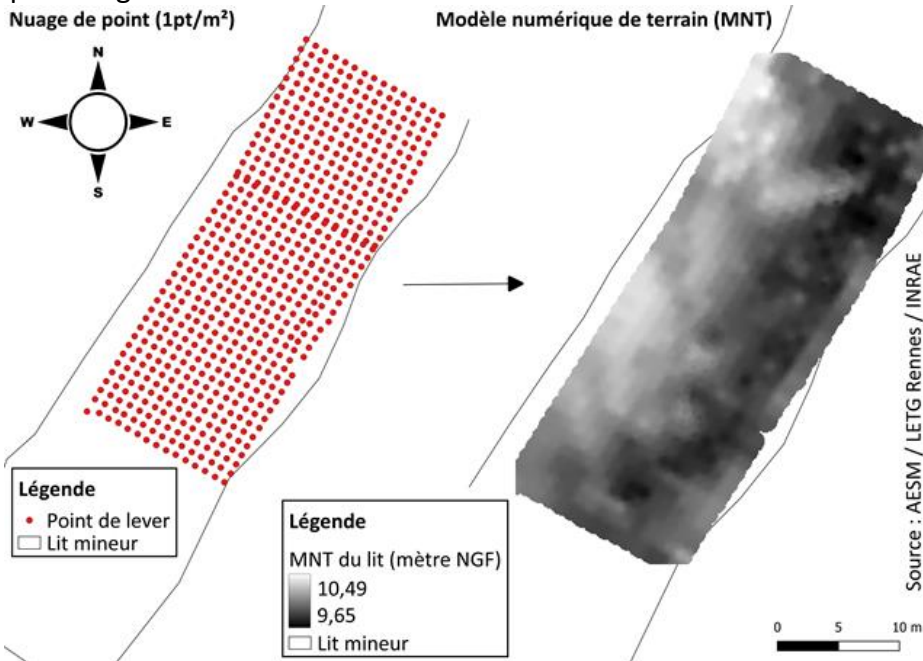 Nuage de point (1pt/m²)
Modèle numérique de terrain (MNT)
N
W
E
S
Légende
Point de lever
Lit mineur
Légende
MNT du lit (mètre NGF)
10,49
9,65
Lit mineur
Source : AESM / LETG Rennes / INRAE
0 5 10 m